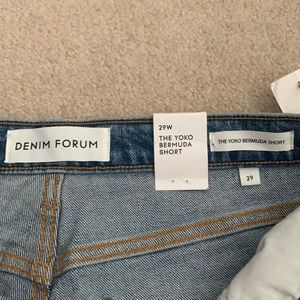 DENIM FORUM
29W
THE YOKO
BERMUDA
SHORT
THE YOKO BERMUDA SHORT
29